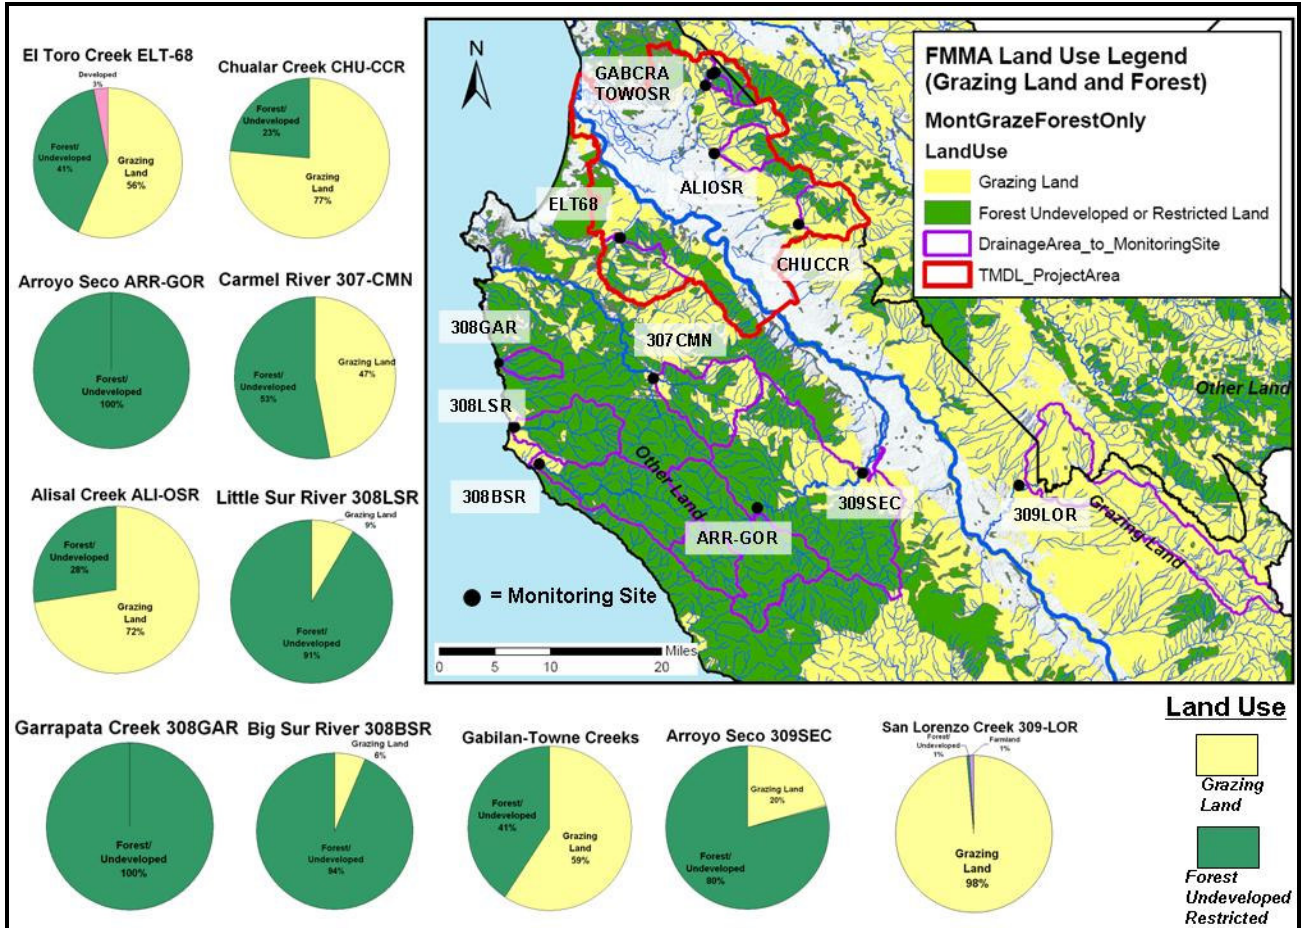 El Toro Creek ELT-68
Developed
3%
Forest/
Undeveloped
41%
Grazing
Land
56%
Chualar Creek CHU-CCR
Forest/
Undeveloped
23%
Grazing
Land
77%
Arroyo Seco ARR-GOR
Forest/
Undeveloped
100%
Carmel River 307-CMN
Grazing Land
47%
Forest/
Undeveloped
53%
Alisal Creek ALI-OSR
Forest/
Undeveloped
28%
Grazing
Land
72%
Little Sur River 308LSR
Grazing Land
9%
Forest/
Undeveloped
91%
N
GABCRA
TOWOSR
ALIOSR
ELT68
CHUCCR
308GAR
307CMN
308LSR
308BSR
Other Land
ARR-GOR
309SEC
309LOR
Grazing Land
Other Land
= Monitoring Site
Miles
0 5 10 20
FMMA Land Use Legend
(Grazing Land and Forest)
MontGrazeForestOnly
LandUse
Grazing Land
Forest Undeveloped or Restricted Land
DrainageArea_to_MonitoringSite
TMDL_ProjectArea
Garrapata Creek 308GAR
Forest/
Undeveloped
100%
Big Sur River 308BSR
Grazing Land
6%
Forest/
Undeveloped
94%
Gabilan-Towne Creeks
Forest/
Undeveloped
41%
Grazing
Land
59%
Arroyo Seco 309SEC
Grazing Land
20%
Forest/
Undeveloped
80%
San Lorenzo Creek 309-LOR
Forest/
Undeveloped
1%
Farmland
1%
Grazing
Land
98%
Land Use
Grazing
Land
Forest
Undeveloped
Restricted